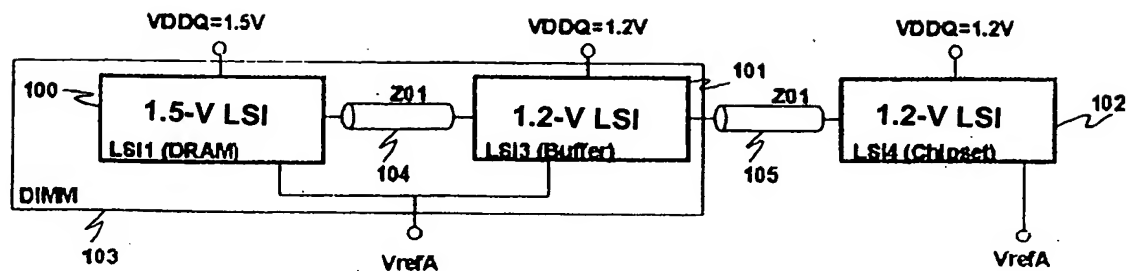 VDDQ=1.5V
VDDQ=1.2V
VDDQ=1.2V
100
101
102
1.5-V LSI
Z01
1.2-V LSI
Z01
1.2-V LSI
LSI1 (DRAM)
104
LSI3 (Buffer)
105
LSI4 (Chipset)
DIMM
103
VrefA
VrefA